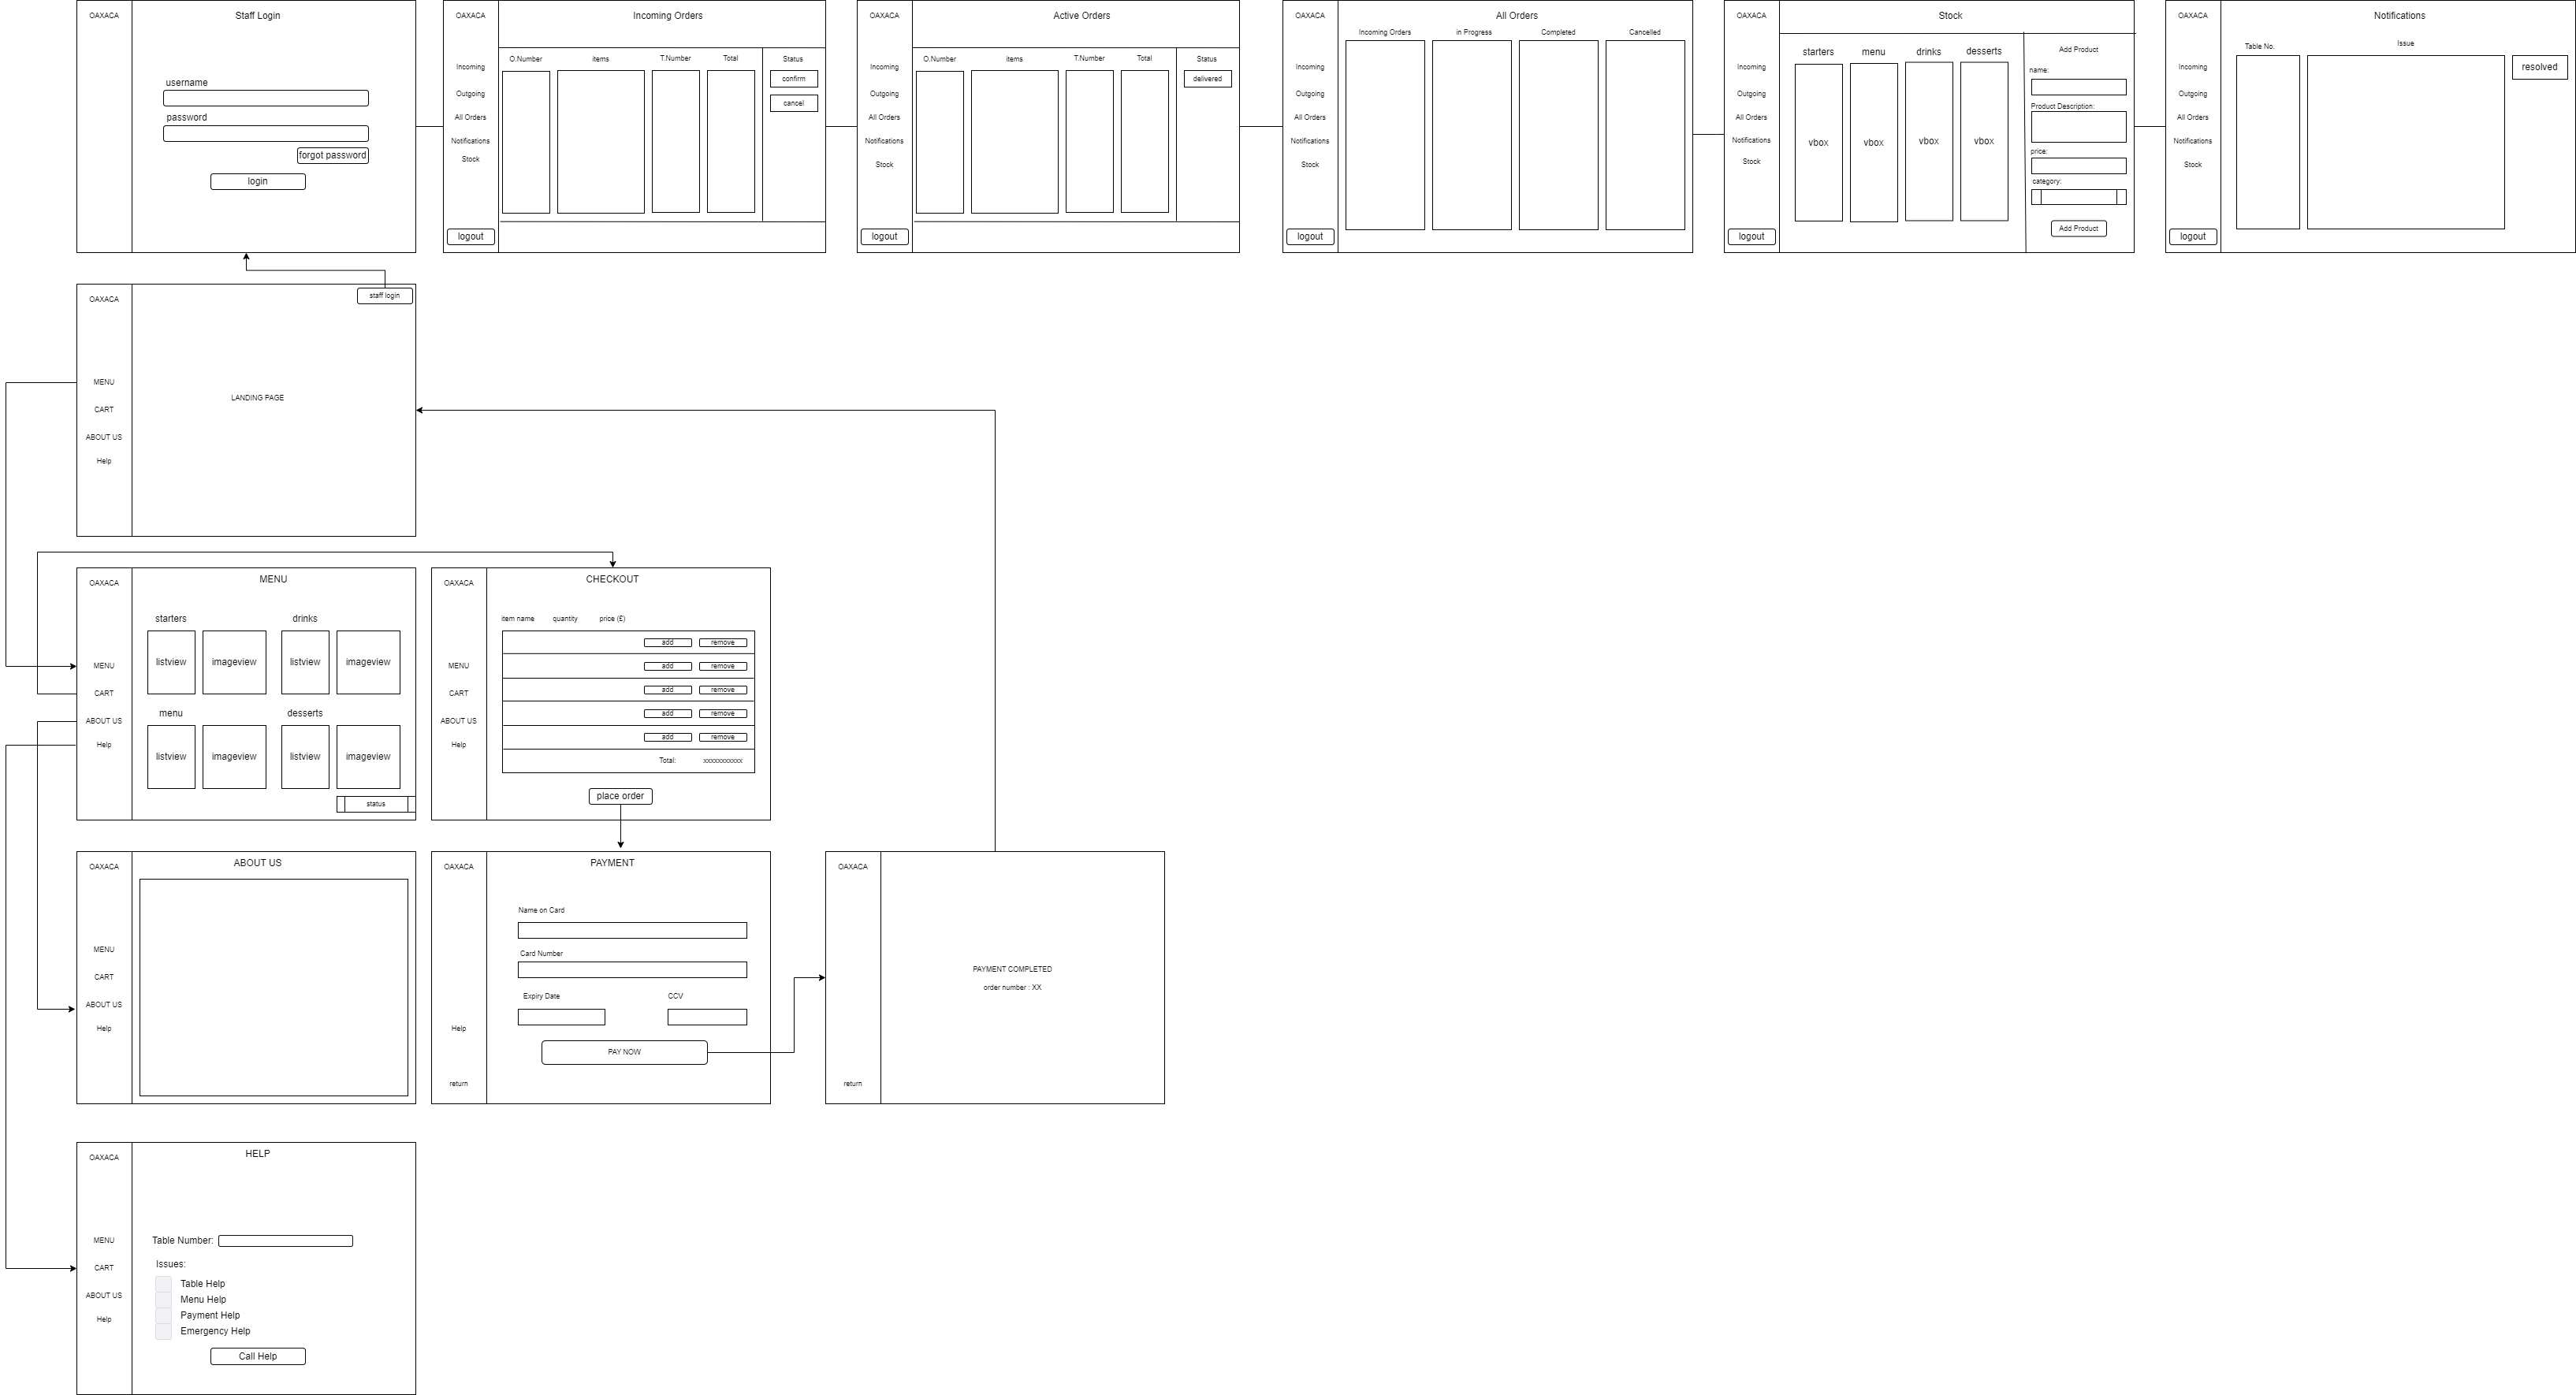 OAXACA
Staff Login
username
password
forgot password
login
OAXACA
Incoming Orders
O.Number
items
T.Number
Total
Status
confirm
cancel
Incoming
Outgoing
All Orders
Notifications
Stock
logout
OAXACA
Active Orders
O.Number
items
T.Number
Total
Status
delivered
Incoming
Outgoing
All Orders
Notifications
Stock
logout
OAXACA
All Orders
Incoming Orders
in Progress
Completed
Cancelled
Incoming
Outgoing
All Orders
Notifications
Stock
logout
OAXACA
Stock
starters
menu
drinks
desserts
vbox
vbox
vbox
vbox
Add Product
name:
Product Description:
price:
category:
Add Product
Incoming
Outgoing
All Orders
Notifications
Stock
logout
OAXACA
Notifications
Table No.
Issue
resolved
Incoming
Outgoing
All Orders
Notifications
Stock
logout
OAXACA
staff login
MENU
CART
ABOUT US
Help
LANDING PAGE
OAXACA
MENU
starters
drinks
listview
imageview
listview
imageview
menu
desserts
listview
imageview
listview
imageview
status
MENU
CART
ABOUT US
Help
OAXACA
CHECKOUT
item name
quantity
price (£)
add
remove
add
remove
add
remove
add
remove
add
remove
Total:
xxxxxxxxxxx
place order
MENU
CART
ABOUT US
Help
OAXACA
ABOUT US
MENU
CART
ABOUT US
Help
OAXACA
PAYMENT
Name on Card
Card Number
Expiry Date
CCV
PAY NOW
Help
return
OAXACA
PAYMENT COMPLETED
order number : XX
return
OAXACA
HELP
MENU
CART
ABOUT US
Help
Table Number:
Issues:
Table Help
Menu Help
Payment Help
Emergency Help
Call Help